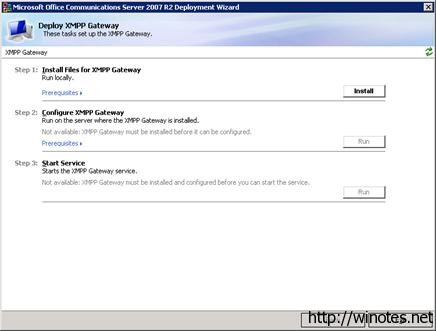 Microsoft Office Communications Server 2007 R2 Deployment Wizard
Deploy XMPP Gateway
These tasks set up the XMPP Gateway.
XMPP Gateway
Step 1: Install Files for XMPP Gateway
Run locally.
Prerequisites
Install
Step 2: Configure XMPP Gateway
Run on the server where the XMPP Gateway is installed.
Not available: XMPP Gateway must be installed before it can be configured.
Prerequisites
Run
Step 3: Start Service
Starts the XMPP Gateway service.
Not available: XMPP Gateway must be installed and configured before you can start the service.
Run
http://winotes.net